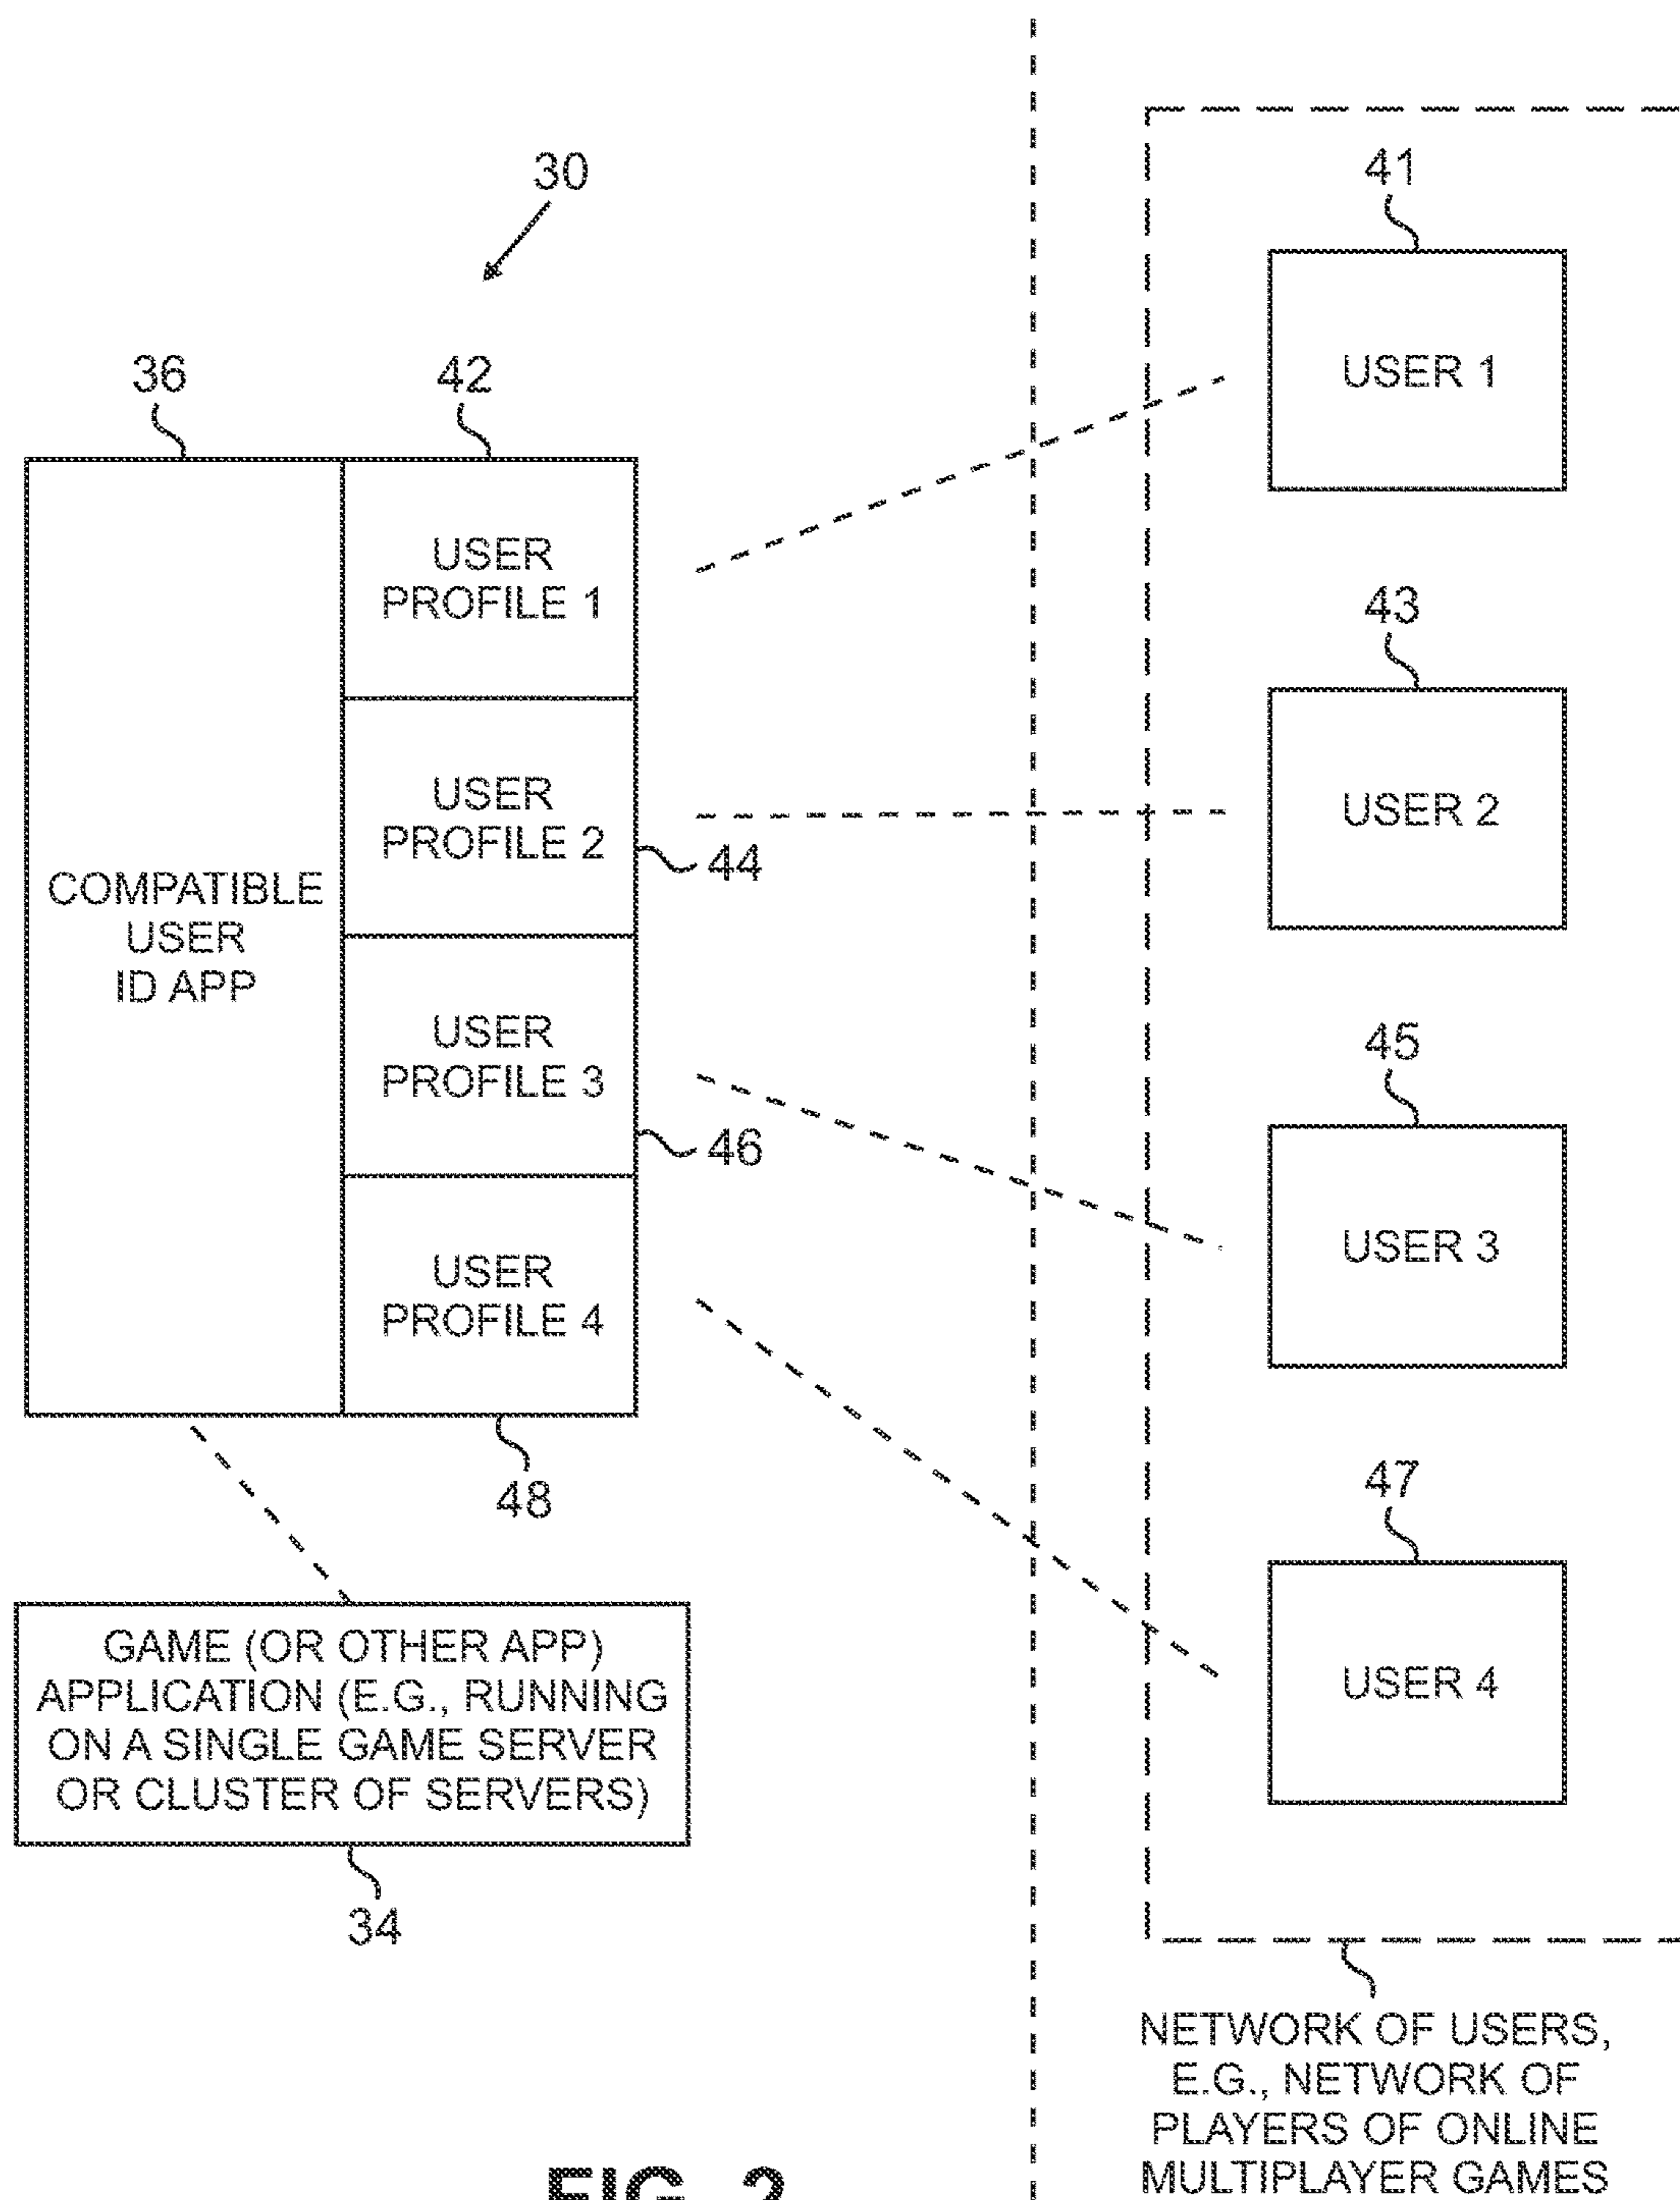 30
36
42
COMPATIBLE
USER
ID APP
USER
PROFILE 1
USER
PROFILE 2
44
USER
PROFILE 3
46
USER
PROFILE 4
48
GAME (OR OTHER APP)
APPLICATION (E.G., RUNNING
ON A SINGLE GAME SERVER
OR CLUSTER OF SERVERS)
34
41
USER 1
43
USER 2
45
USER 3
47
USER 4
NETWORK OF USERS,
E.G., NETWORK OF
PLAYERS OF ONLINE
MULTIPLAYER GAMES
FIG. 2